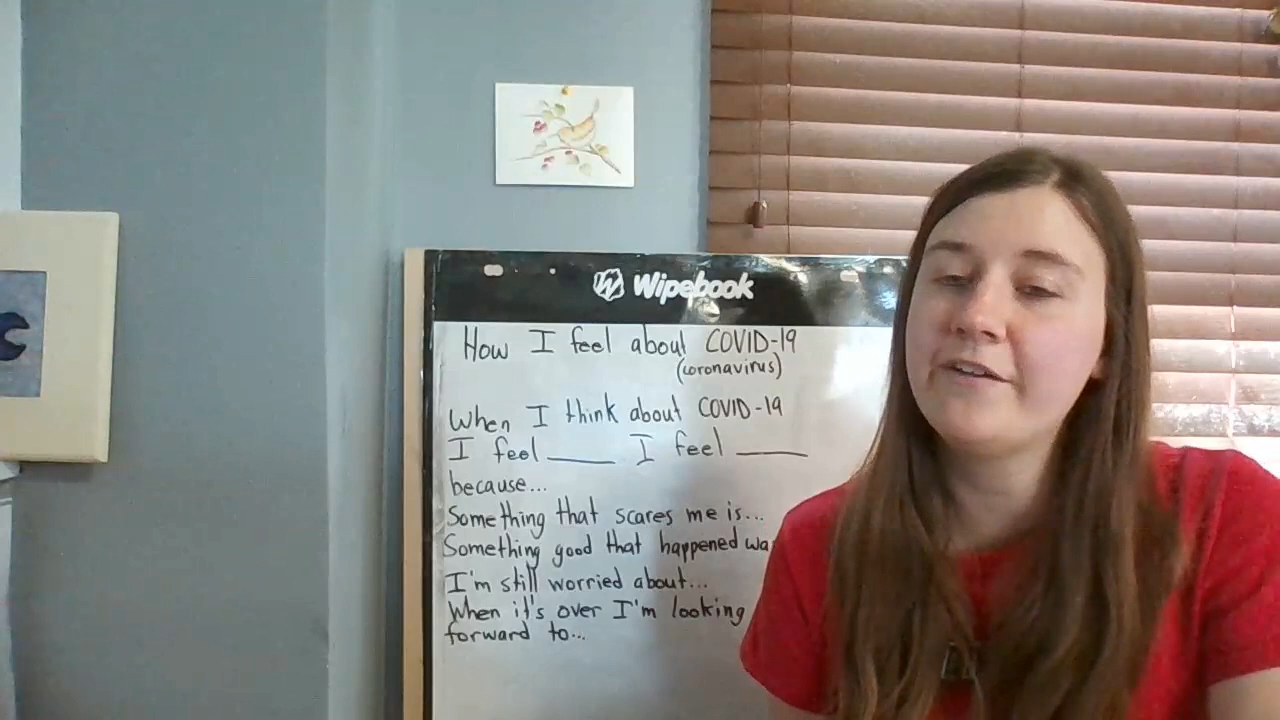 Wipebook
How I feel about COVID-19
(coronavirus)
When I think about COVID-19
I feel ____ I feel ____
because...
Something that scares me is...
Something good that happened wa
I'm still worried about...
When it's over I'm looking
forward to...